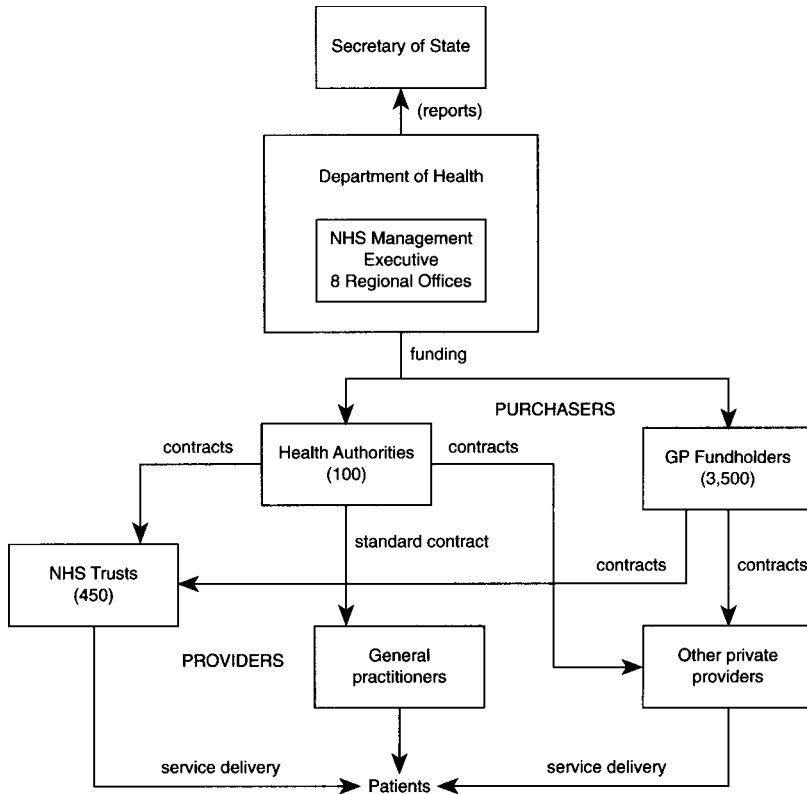 Secretary of State
(reports)
Department of Health
NHS Management
Executive
8 Regional Offices
funding
PURCHASERS
contracts
Health Authorities
(100)
contracts
GP Fundholders
(3,500)
standard contract
NHS Trusts
(450)
contracts
contracts
PROVIDERS
General
practitioners
Other private
providers
service delivery
Patients
service delivery